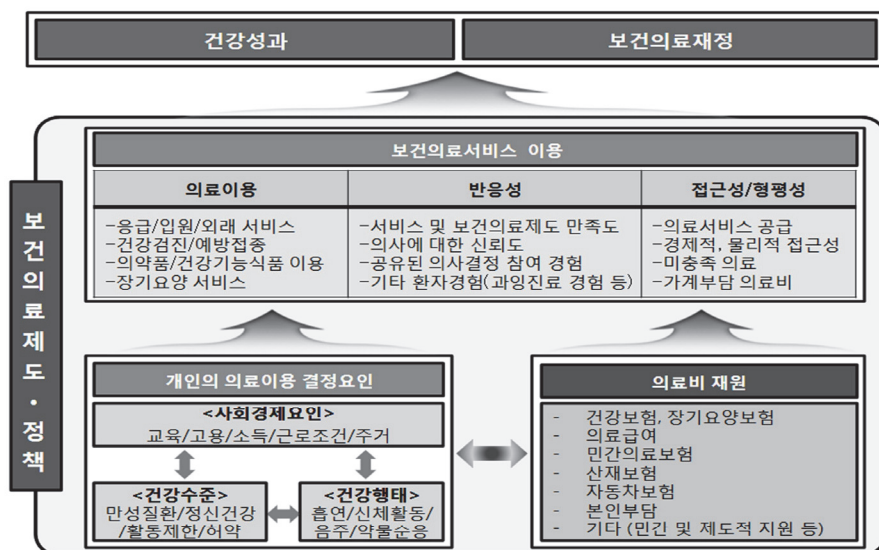 건강성과
보건의료재정
보건의료제도·정책
보건의료서비스 이용
의료이용
-응급/입원/외래 서비스
-건강검진/예방접종
-의약품/건강기능식품 이용
-장기요양 서비스
반응성
-서비스 및 보건의료제도 만족도
-의사에 대한 신뢰도
-공유된 의사결정 참여 경험
-기타 환자경험(과잉진료 경험 등)
접근성/형평성
-의료서비스 공급
-경제적, 물리적 접근성
-미충족 의료
-가계부담 의료비
개인의 의료이용 결정요인
<사회경제요인>
교육/고용/소득/근로조건/주거
<건강수준>
만성질환/정신건강
/활동제한/허약
<건강행태>
흡연/신체활동/
음주/약물순응
의료비 재원
- 건강보험, 장기요양보험
- 의료급여
- 민간의료보험
- 산재보험
- 자동차보험
- 본인부담
- 기타 (민간 및 제도적 지원 등)